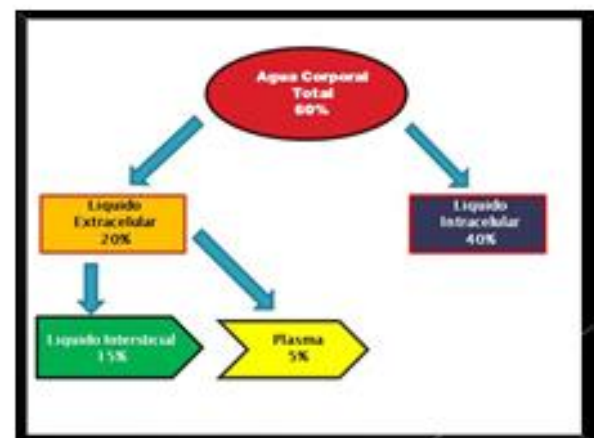 Agua Corporal
Total
60%
Liquido
Extracelular
20%
Liquido
Intracelular
40%
Liquido Intersticial
15%
Plasma
5%